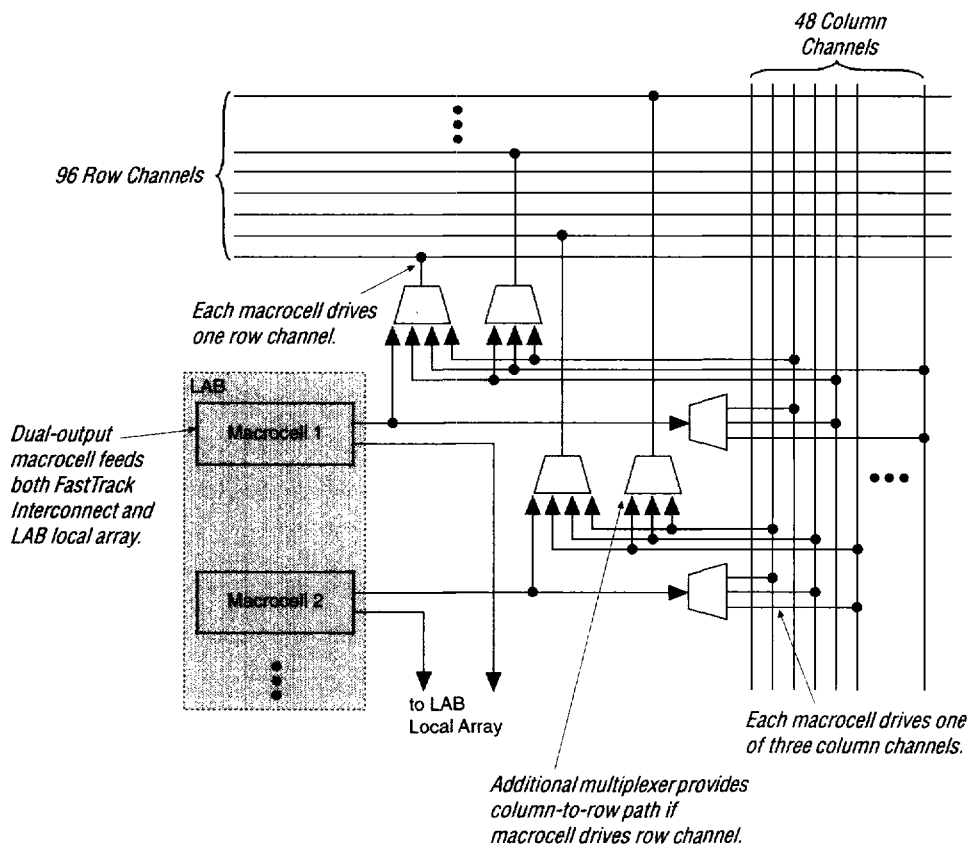 48 Column
Channels
96 Row Channels
Each macrocell drives
one row channel.
LAB
Macrocell 1
Dual-output
macrocell feeds
both FastTrack
Interconnect and
LAB local array.
Macrocell 2
to LAB
Local Array
Each macrocell drives one
of three column channels.
Additional multiplexer provides
column-to-row path if
macrocell drives row channel.